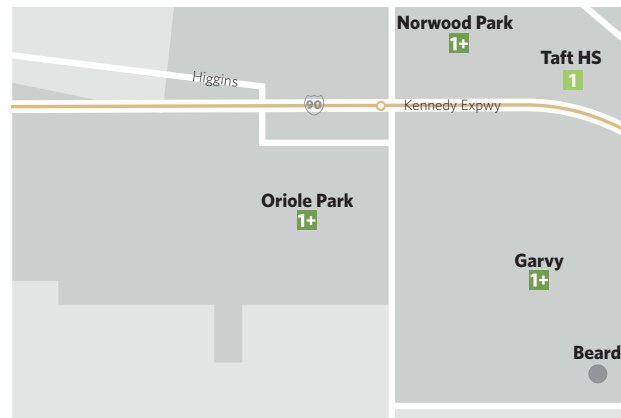 Norwood Park
1+
Taft HS
1
Higgins
90
Kennedy Expwy
Oriole Park
1+
Garvy
1+
Beard